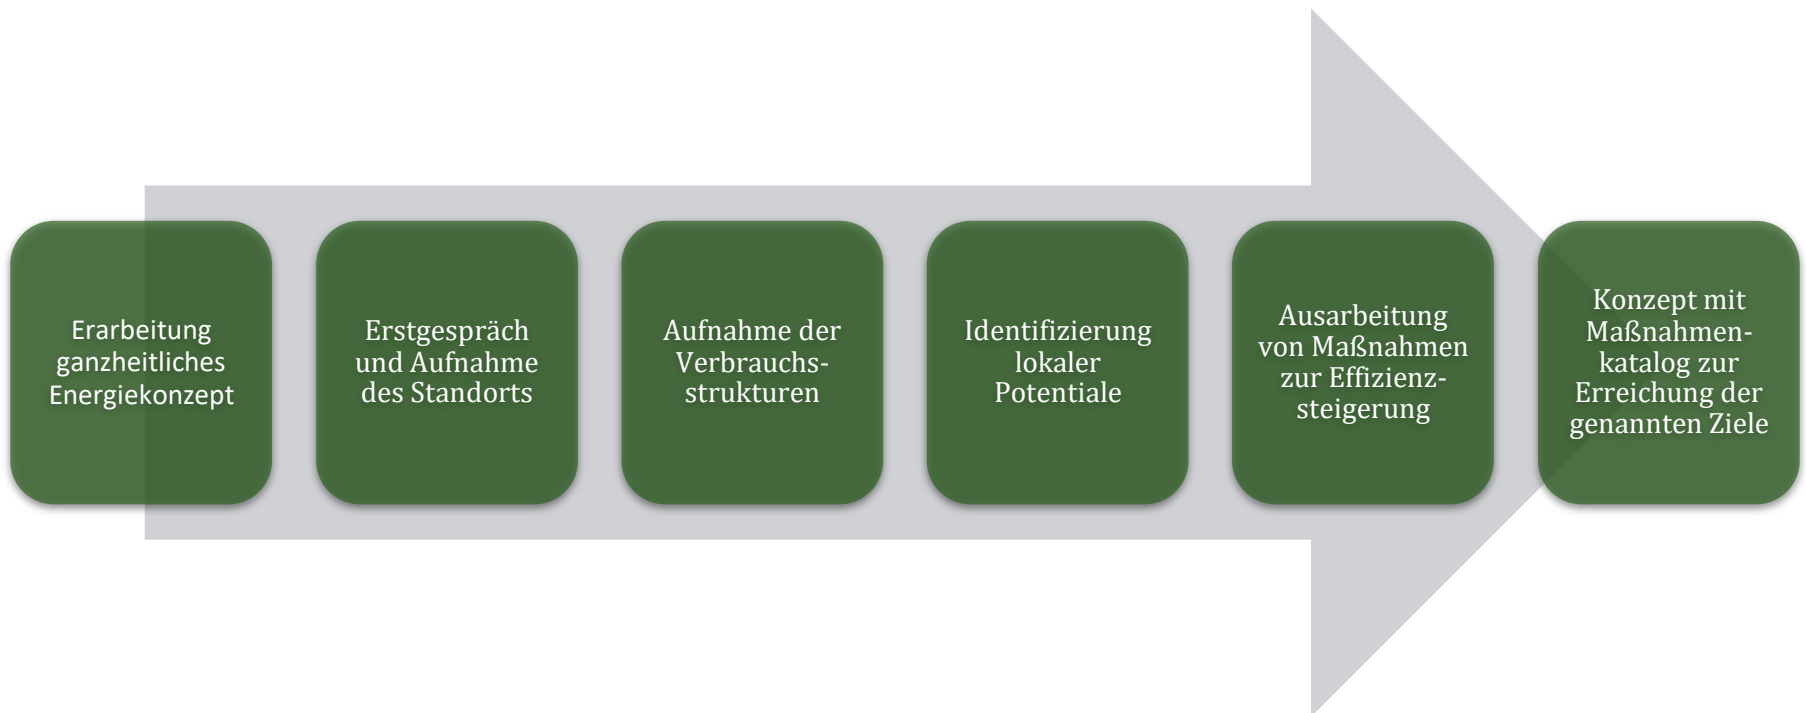 Erarbeitung
ganzheitliches
Energiekonzept
Erstgespräch
und Aufnahme
des Standorts
Aufnahme der
Verbrauchs-
strukturen
Identifizierung
lokaler
Potentiale
Ausarbeitung
von Maßnahmen
zur Effizienz-
steigerung
Konzept mit
Maßnahmen-
katalog zur
Erreichung der
genannten Ziele